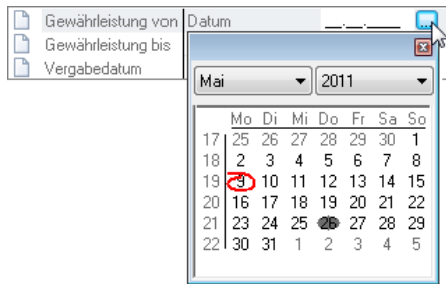 Gewährleistung von Datum __.__.____ ...
Gewährleistung bis
Vergabedatum
Mai 2011
Mo Di Mi Do Fr Sa So
17 25 26 27 28 29 30 1
18 2 3 4 5 6 7 8
19 9 10 11 12 13 14 15
20 16 17 18 19 20 21 22
21 23 24 25 26 27 28 29
22 30 31 1 2 3 4 5